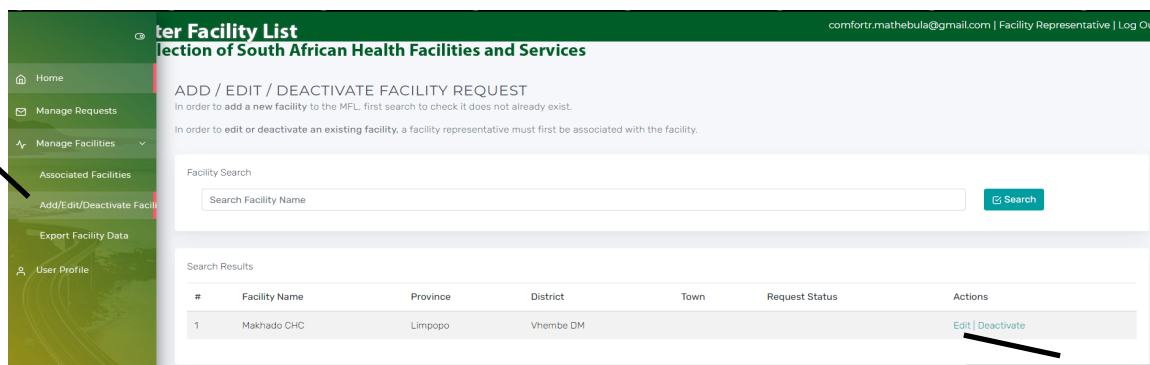 ter Facility List
comfortr.mathebula@gmail.com | Facility Representative | Log Ou
lection of South African Health Facilities and Services
Home
Manage Requests
Manage Facilities
Associated Facilities
Add/Edit/Deactivate Facili
Export Facility Data
User Profile
ADD / EDIT / DEACTIVATE FACILITY REQUEST
In order to add a new facility to the MFL, first search to check it does not already exist.
In order to edit or deactivate an existing facility, a facility representative must first be associated with the facility.
Facility Search
Search Facility Name
Search
Search Results
# Facility Name Province District Town Request Status Actions
1 Makhado CHC Limpopo Vhembe DM Edit | Deactivate